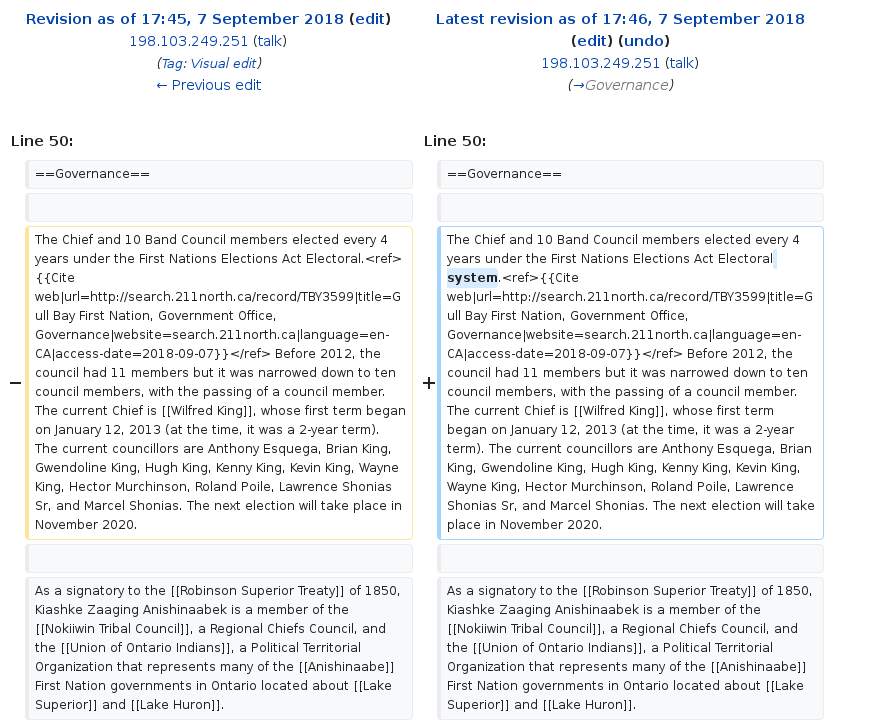 Revision as of 17:45, 7 September 2018 (edit)
198.103.249.251 (talk)
(Tag: Visual edit)
← Previous edit
Latest revision as of 17:46, 7 September 2018
(edit) (undo)
198.103.249.251 (talk)
(→Governance)
Line 50:
Line 50:
==Governance==
==Governance==
−
The Chief and 10 Band Council members elected every 4
years under the First Nations Elections Act Electoral.<ref>
{{Cite
web|url=http://search.211north.ca/record/TBY3599|title=G
ull Bay First Nation, Government Office,
Governance|website=search.211north.ca|language=en-
CA|access-date=2018-09-07}}</ref> Before 2012, the
council had 11 members but it was narrowed down to ten
council members, with the passing of a council member.
The current Chief is [[Wilfred King]], whose first term began
on January 12, 2013 (at the time, it was a 2-year term).
The current councillors are Anthony Esquega, Brian King,
Gwendoline King, Hugh King, Kenny King, Kevin King, Wayne
King, Hector Murchinson, Roland Poile, Lawrence Shonias
Sr, and Marcel Shonias. The next election will take place in
November 2020.
+
The Chief and 10 Band Council members elected every 4
years under the First Nations Elections Act Electoral
system.<ref>{{Cite
web|url=http://search.211north.ca/record/TBY3599|title=G
ull Bay First Nation, Government Office,
Governance|website=search.211north.ca|language=en-
CA|access-date=2018-09-07}}</ref> Before 2012, the
council had 11 members but it was narrowed down to ten
council members, with the passing of a council member.
The current Chief is [[Wilfred King]], whose first term
began on January 12, 2013 (at the time, it was a 2-year
term). The current councillors are Anthony Esquega, Brian
King, Gwendoline King, Hugh King, Kenny King, Kevin King,
Wayne King, Hector Murchinson, Roland Poile, Lawrence
Shonias Sr, and Marcel Shonias. The next election will take
place in November 2020.
As a signatory to the [[Robinson Superior Treaty]] of 1850,
Kiashke Zaaging Anishinaabek is a member of the
[[Nokiiwin Tribal Council]], a Regional Chiefs Council, and
the [[Union of Ontario Indians]], a Political Territorial
Organization that represents many of the [[Anishinaabe]]
First Nation governments in Ontario located about [[Lake
Superior]] and [[Lake Huron]].
As a signatory to the [[Robinson Superior Treaty]] of 1850,
Kiashke Zaaging Anishinaabek is a member of the
[[Nokiiwin Tribal Council]], a Regional Chiefs Council, and
the [[Union of Ontario Indians]], a Political Territorial
Organization that represents many of the [[Anishinaabe]]
First Nation governments in Ontario located about [[Lake
Superior]] and [[Lake Huron]].